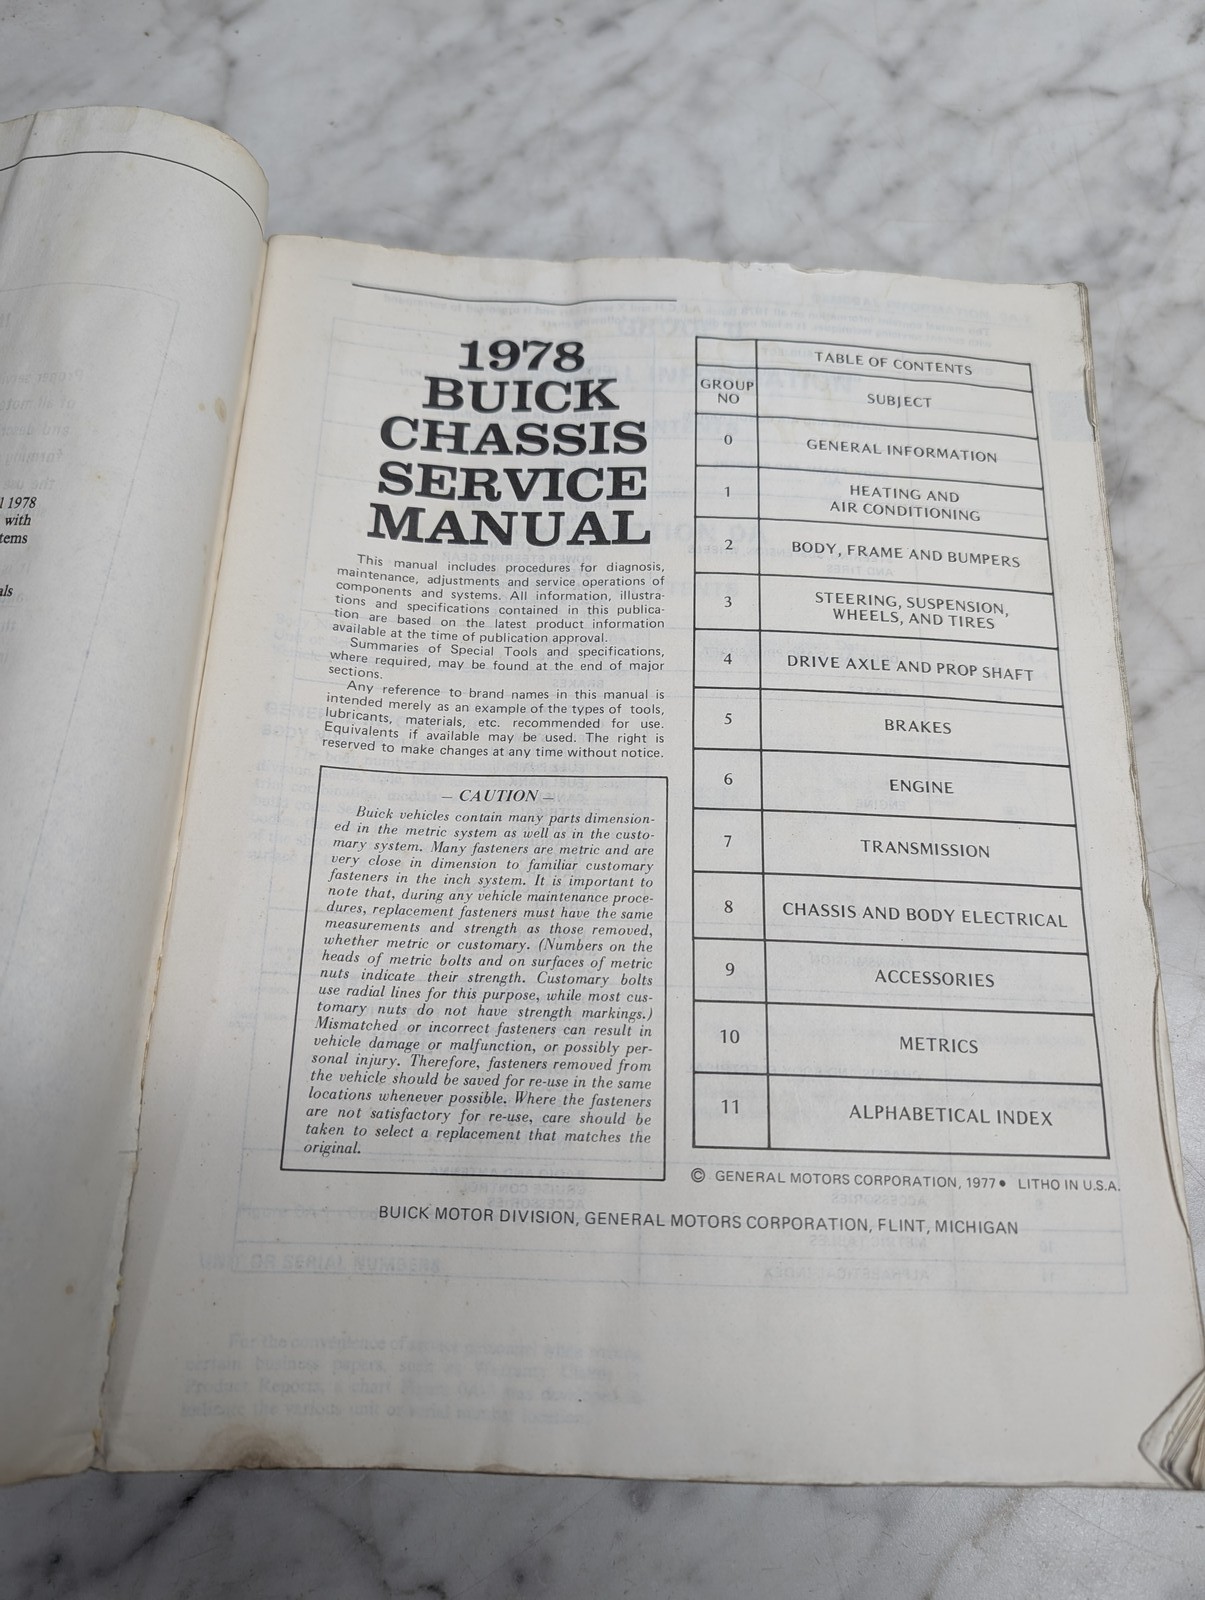 l 1978
with
tems
als
1978
BUICK
CHASSIS
SERVICE
MANUAL
This manual includes procedures for diagnosis,
maintenance, adjustments and service operations of
components and systems. All information, illustra-
tions and specifications contained in this publica-
tion are based on the latest product information
available at the time of publication approval.
Summaries of Special Tools and specifications,
where required, may be found at the end of major
sections.
Any reference to brand names in this manual is
intended merely as an example of the types of tools,
lubricants, materials, etc. recommended for use.
Equivalents if available may be used. The right is
reserved to make changes at any time without notice.
– CAUTION –
Buick vehicles contain many parts dimension-
ed in the metric system as well as in the custo-
mary system. Many fasteners are metric and are
very close in dimension to familiar customary
fasteners in the inch system. It is important to
note that, during any vehicle maintenance proce-
dures, replacement fasteners must have the same
measurements and strength as those removed,
whether metric or customary. (Numbers on the
heads of metric bolts and on surfaces of metric
nuts indicate their strength. Customary bolts
use radial lines for this purpose, while most cus-
tomary nuts do not have strength markings.)
Mismatched or incorrect fasteners can result in
vehicle damage or malfunction, or possibly per-
sonal injury. Therefore, fasteners removed from
the vehicle should be saved for re-use in the same
locations whenever possible. Where the fasteners
are not satisfactory for re-use, care should be
taken to select a replacement that matches the
original.
TABLE OF CONTENTS
GROUP NO SUBJECT
0 GENERAL INFORMATION
1 HEATING AND
AIR CONDITIONING
2 BODY, FRAME AND BUMPERS
3 STEERING, SUSPENSION,
WHEELS, AND TIRES
4 DRIVE AXLE AND PROP SHAFT
5 BRAKES
6 ENGINE
7 TRANSMISSION
8 CHASSIS AND BODY ELECTRICAL
9 ACCESSORIES
10 METRICS
11 ALPHABETICAL INDEX
© GENERAL MOTORS CORPORATION, 1977 • LITHO IN U.S.A.
BUICK MOTOR DIVISION, GENERAL MOTORS CORPORATION, FLINT, MICHIGAN
UNIT OR SERIAL NUMBERS